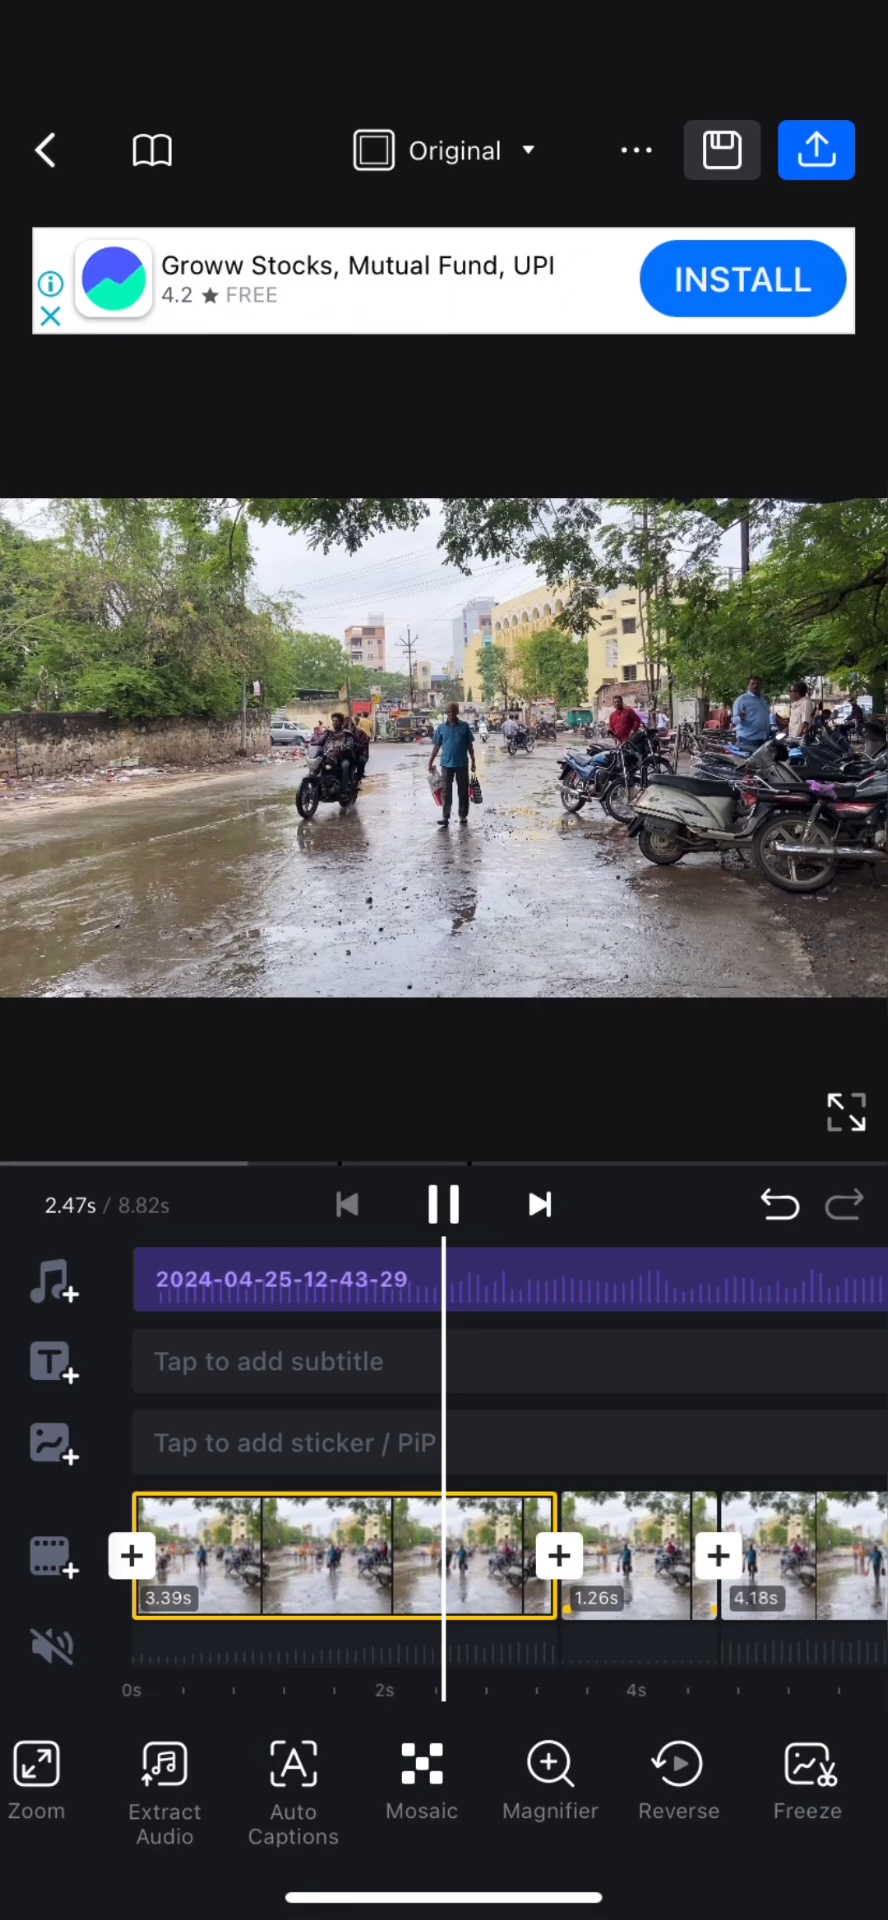 Original
Groww Stocks, Mutual Fund, UPI
4.2 ★ FREE
INSTALL
2.47s / 8.82s
2024-04-25-12-43-29
Tap to add subtitle
Tap to add sticker / PiP
3.39s
1.26s
4.18s
0s
2s
4s
Zoom
Extract
Audio
Auto
Captions
Mosaic
Magnifier
Reverse
Freeze